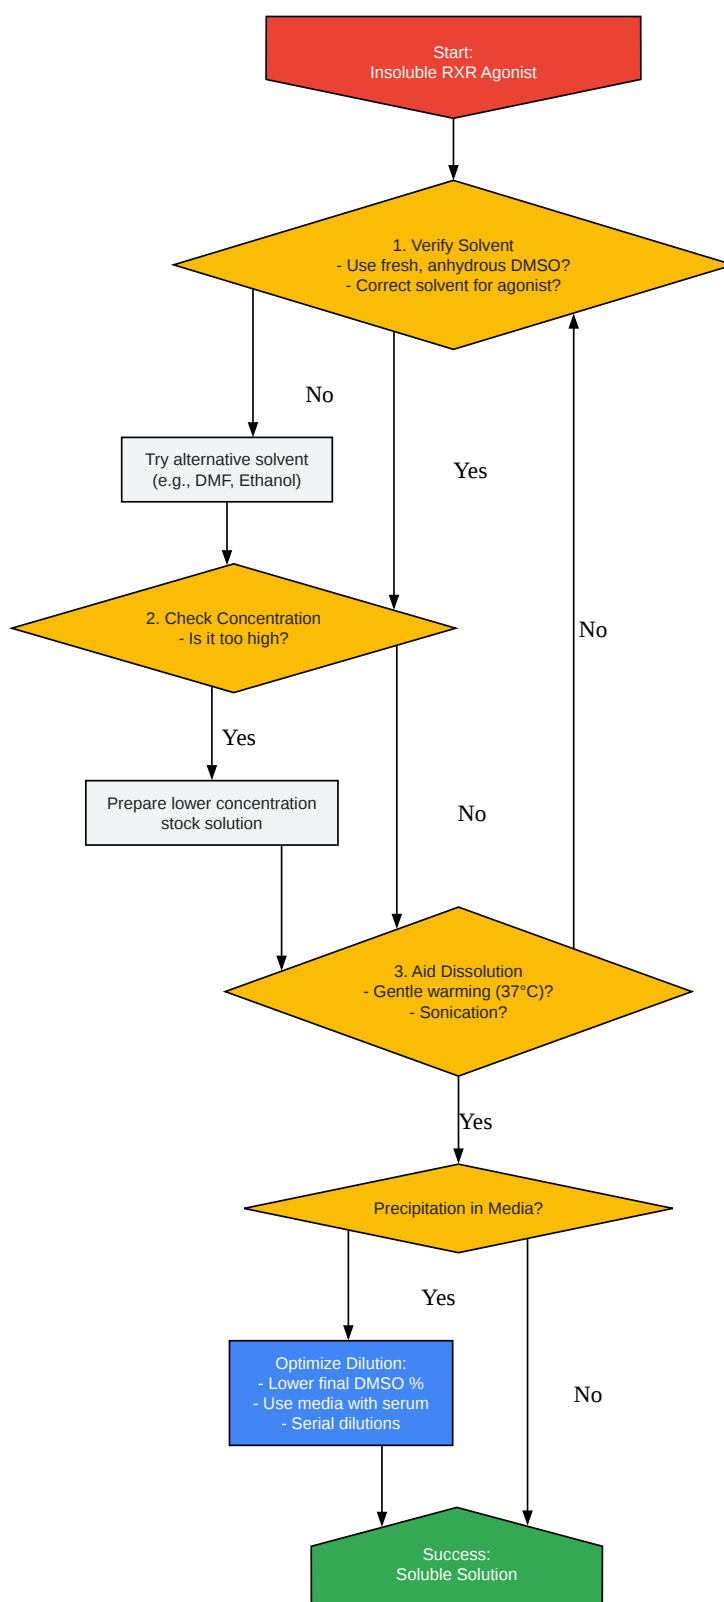 Start:
Insoluble RXR Agonist
1. Verify Solvent
- Use fresh, anhydrous DMSO?
- Correct solvent for agonist?
No
Try alternative solvent
(e.g., DMF, Ethanol)
Yes
2. Check Concentration
- Is it too high?
No
Yes
Prepare lower concentration
stock solution
No
3. Aid Dissolution
- Gentle warming (37°C)?
- Sonication?
Yes
Precipitation in Media?
Yes
Optimize Dilution:
- Lower final DMSO %
- Use media with serum
- Serial dilutions
No
Success:
Soluble Solution